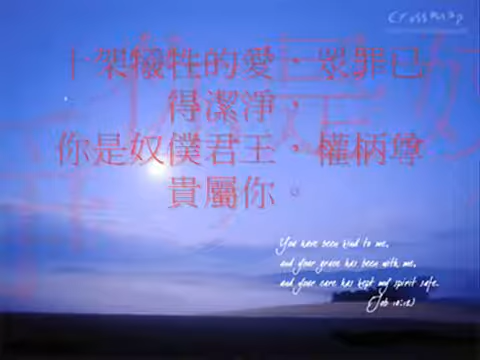 CrossMap
十架犧牲的愛，眾罪已
得潔淨，
你是奴僕君王，權柄尊
貴屬你。
You have been kind to me,
and your grace has been with me,
and your care has kept my spirit safe.
(Job 10:12)